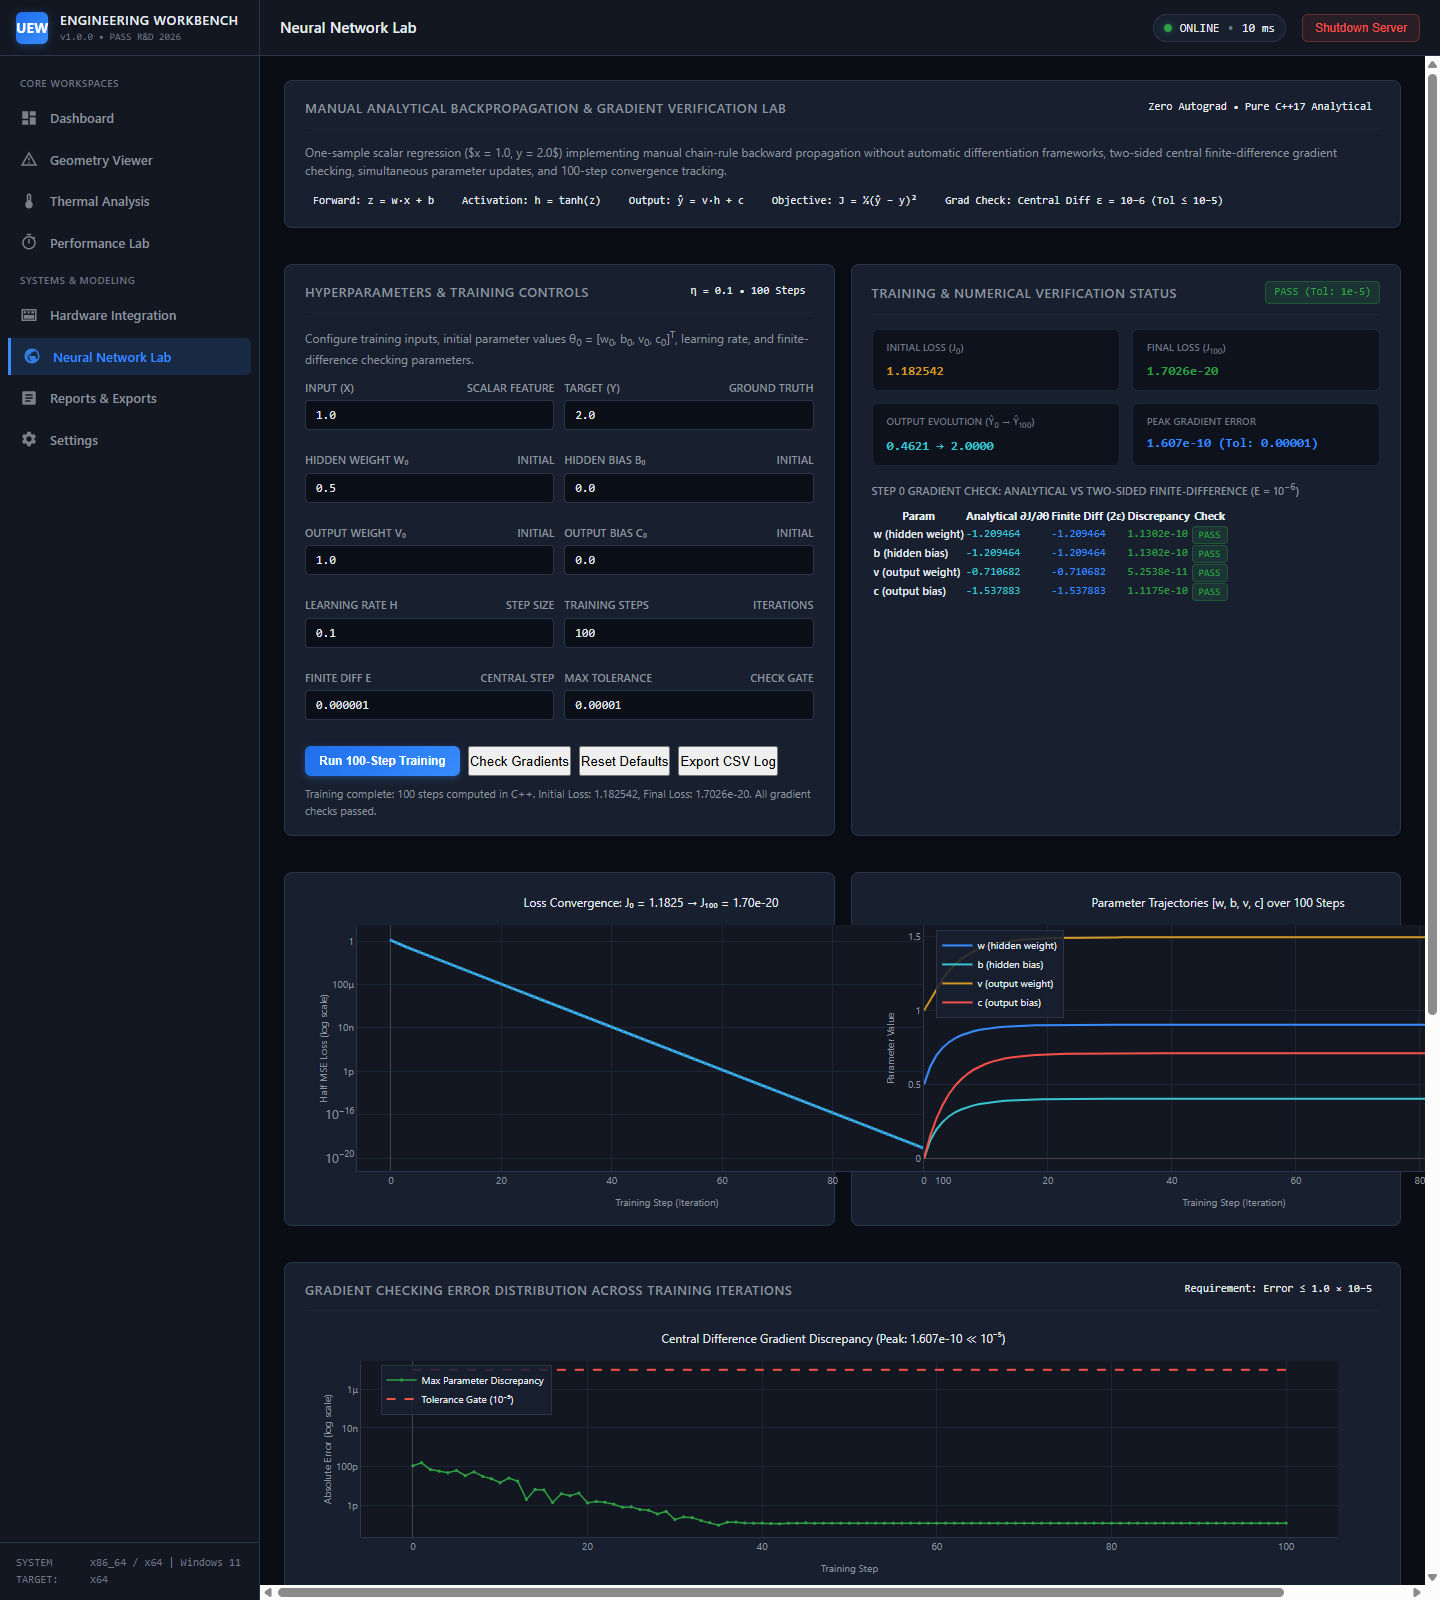 UEW
ENGINEERING WORKBENCH
v1.0.0 • PASS R&D 2026
Neural Network Lab
ONLINE • 10 ms
Shutdown Server
CORE WORKSPACES
Dashboard
Geometry Viewer
Thermal Analysis
Performance Lab
SYSTEMS & MODELING
Hardware Integration
Neural Network Lab
Reports & Exports
Settings
SYSTEM TARGET:
x86_64 / x64 | Windows 11 x64
MANUAL ANALYTICAL BACKPROPAGATION & GRADIENT VERIFICATION LAB
Zero Autograd • Pure C++17 Analytical
One-sample scalar regression ($x = 1.0, y = 2.0$) implementing manual chain-rule backward propagation without automatic differentiation frameworks, two-sided central finite-difference gradient
checking, simultaneous parameter updates, and 100-step convergence tracking.
Forward: z = w·x + b
Activation: h = tanh(z)
Output: ŷ = v·h + c
Objective: J = ½(ŷ − y)²
Grad Check: Central Diff ε = 10−6 (Tol ≤ 10−5)
HYPERPARAMETERS & TRAINING CONTROLS
η = 0.1 • 100 Steps
Configure training inputs, initial parameter values θ₀ = [w₀, b₀, v₀, c₀]ᵀ, learning rate, and finite-
difference checking parameters.
INPUT (X) SCALAR FEATURE
1.0
TARGET (Y) GROUND TRUTH
2.0
HIDDEN WEIGHT W₀ INITIAL
0.5
HIDDEN BIAS B₀ INITIAL
0.0
OUTPUT WEIGHT V₀ INITIAL
1.0
OUTPUT BIAS C₀ INITIAL
0.0
LEARNING RATE Η STEP SIZE
0.1
TRAINING STEPS ITERATIONS
100
FINITE DIFF Ε CENTRAL STEP
0.000001
MAX TOLERANCE CHECK GATE
0.00001
Run 100-Step Training
Check Gradients
Reset Defaults
Export CSV Log
Training complete: 100 steps computed in C++. Initial Loss: 1.182542, Final Loss: 1.7026e-20. All gradient
checks passed.
TRAINING & NUMERICAL VERIFICATION STATUS
PASS (Tol: 1e-5)
INITIAL LOSS (J₀)
1.182542
FINAL LOSS (J₁₀₀)
1.7026e-20
OUTPUT EVOLUTION (Ŷ₀ → Ŷ₁₀₀)
0.4621 → 2.0000
PEAK GRADIENT ERROR
1.607e-10 (Tol: 0.00001)
STEP 0 GRADIENT CHECK: ANALYTICAL VS TWO-SIDED FINITE-DIFFERENCE (Ε = 10⁻⁶)
Param Analytical ∂J/∂θ Finite Diff (2ε) Discrepancy Check
w (hidden weight) -1.209464 -1.209464 1.1302e-10 PASS
b (hidden bias) -1.209464 -1.209464 1.1302e-10 PASS
v (output weight) -0.710682 -0.710682 5.2538e-11 PASS
c (output bias) -1.537883 -1.537883 1.1175e-10 PASS
Loss Convergence: J₀ = 1.1825 → J₁₀₀ = 1.70e-20
Half MSE Loss (log scale)
1
100µ
10n
1p
10⁻¹⁶
10⁻²⁰
0 20 40 60 80 100
Training Step (Iteration)
Parameter Trajectories [w, b, v, c] over 100 Steps
Parameter Value
w (hidden weight)
b (hidden bias)
v (output weight)
c (output bias)
1.5
1
0.5
0
0 20 40 60 80
Training Step (Iteration)
GRADIENT CHECKING ERROR DISTRIBUTION ACROSS TRAINING ITERATIONS
Requirement: Error ≤ 1.0 × 10−5
Central Difference Gradient Discrepancy (Peak: 1.607e-10 ≪ 10⁻⁵)
Max Parameter Discrepancy
Tolerance Gate (10⁻⁵)
Absolute Error (log scale)
1µ
10n
100p
1p
0 20 40 60 80 100
Training Step